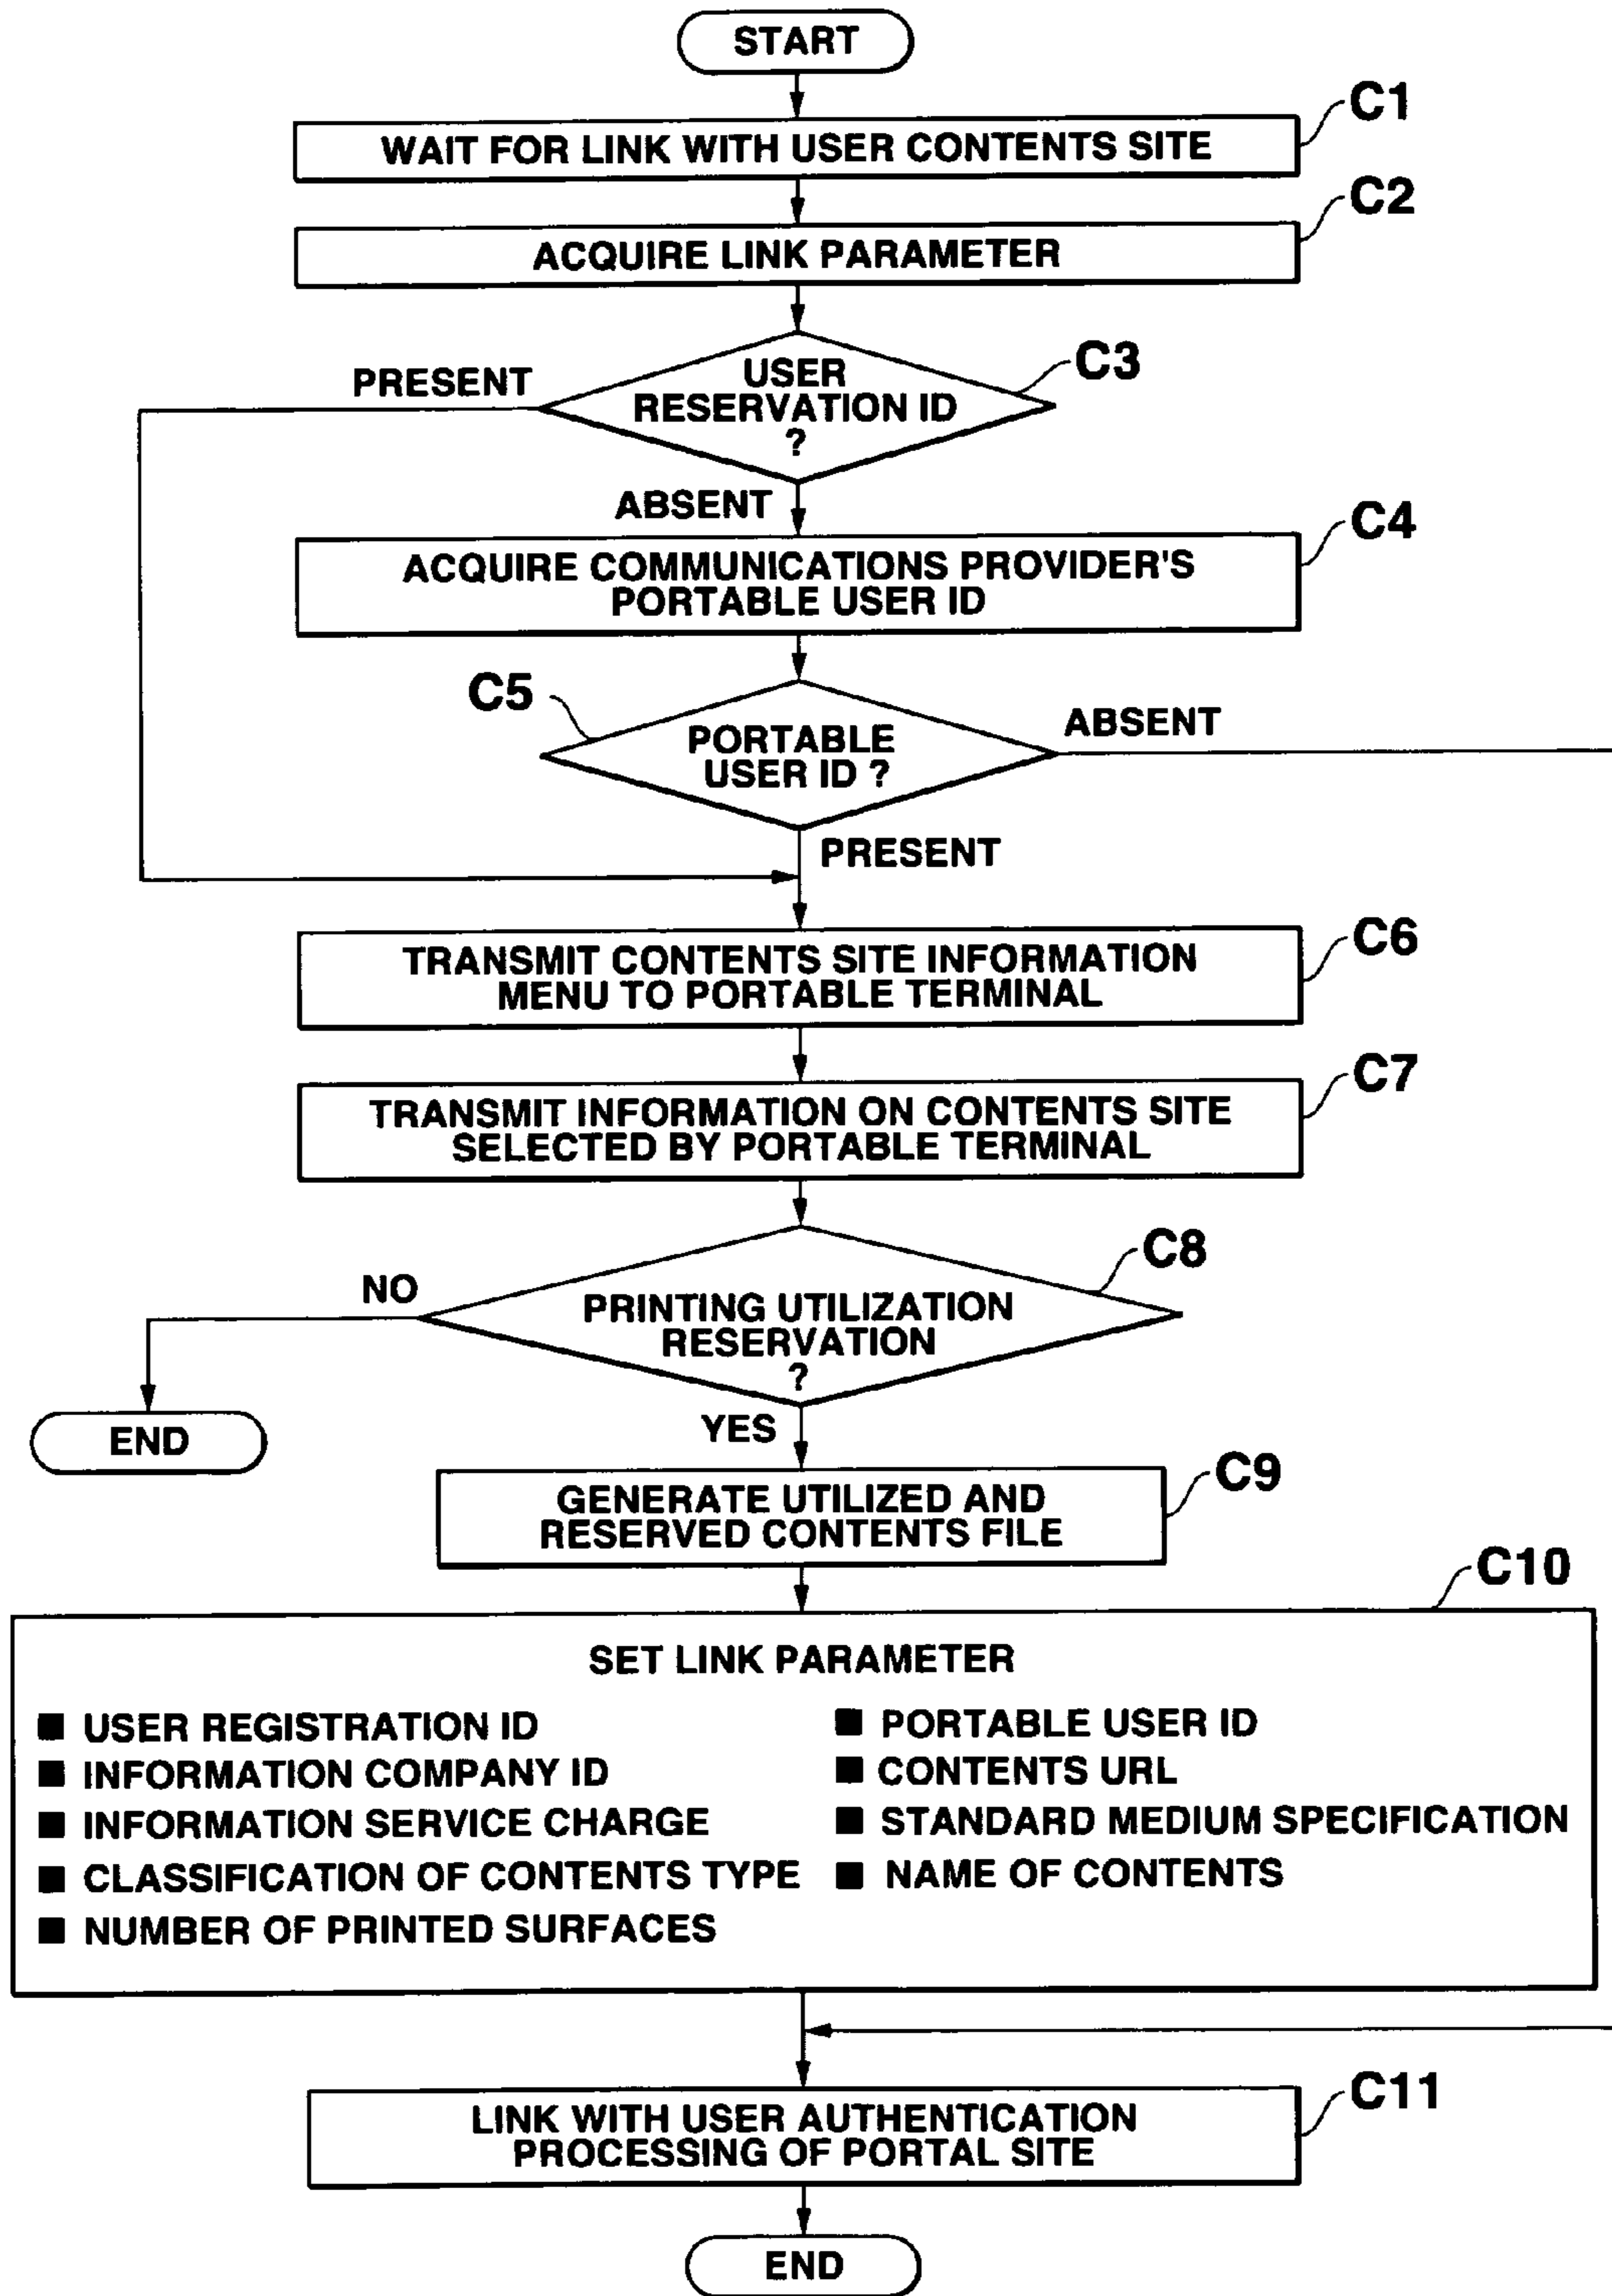 START
C1
WAIT FOR LINK WITH USER CONTENTS SITE
C2
ACQUIRE LINK PARAMETER
C3
PRESENT
USER
RESERVATION ID
?
ABSENT
C4
ACQUIRE COMMUNICATIONS PROVIDER'S
PORTABLE USER ID
C5
ABSENT
PORTABLE
USER ID ?
PRESENT
C6
TRANSMIT CONTENTS SITE INFORMATION
MENU TO PORTABLE TERMINAL
C7
TRANSMIT INFORMATION ON CONTENTS SITE
SELECTED BY PORTABLE TERMINAL
C8
NO
PRINTING UTILIZATION
RESERVATION
?
END
YES
C9
GENERATE UTILIZED AND
RESERVED CONTENTS FILE
C10
SET LINK PARAMETER
■ USER REGISTRATION ID
■ PORTABLE USER ID
■ INFORMATION COMPANY ID
■ CONTENTS URL
■ INFORMATION SERVICE CHARGE
■ STANDARD MEDIUM SPECIFICATION
■ CLASSIFICATION OF CONTENTS TYPE
■ NAME OF CONTENTS
■ NUMBER OF PRINTED SURFACES
C11
LINK WITH USER AUTHENTICATION
PROCESSING OF PORTAL SITE
END